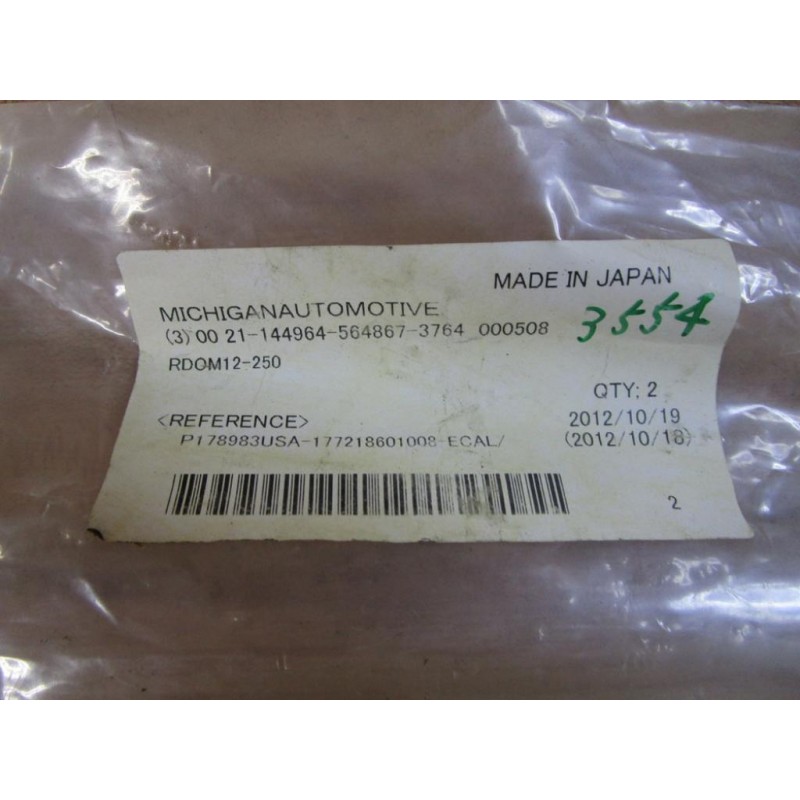 MADE IN JAPAN
MICHIGANAUTOMOTIVE
3554
(3) 00 21-144964-564867-3764 000508
RDOM12-250
QTY; 2
<REFERENCE> 2012/10/19
P178983USA-177218601008-ECAL/ (2012/10/18)
2